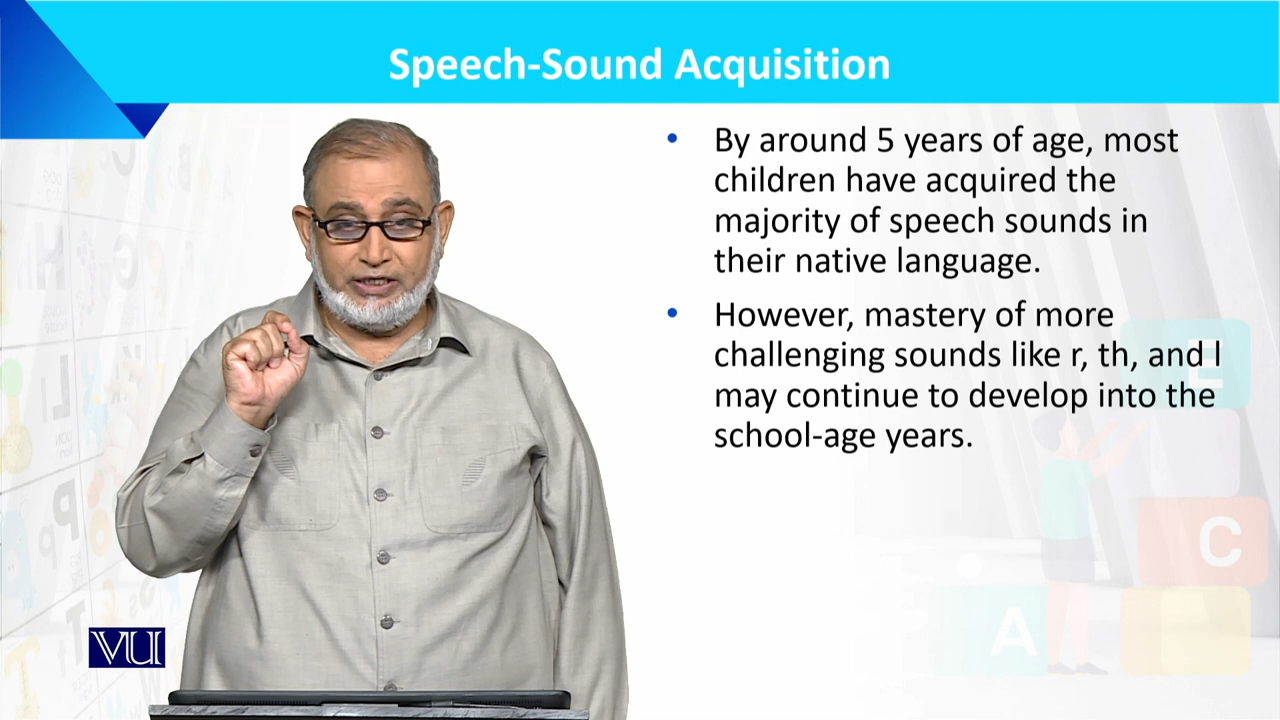 Speech-Sound Acquisition
• By around 5 years of age, most
children have acquired the
majority of speech sounds in
their native language.
• However, mastery of more
challenging sounds like r, th, and l
may continue to develop into the
school-age years.
VU
E
C
A